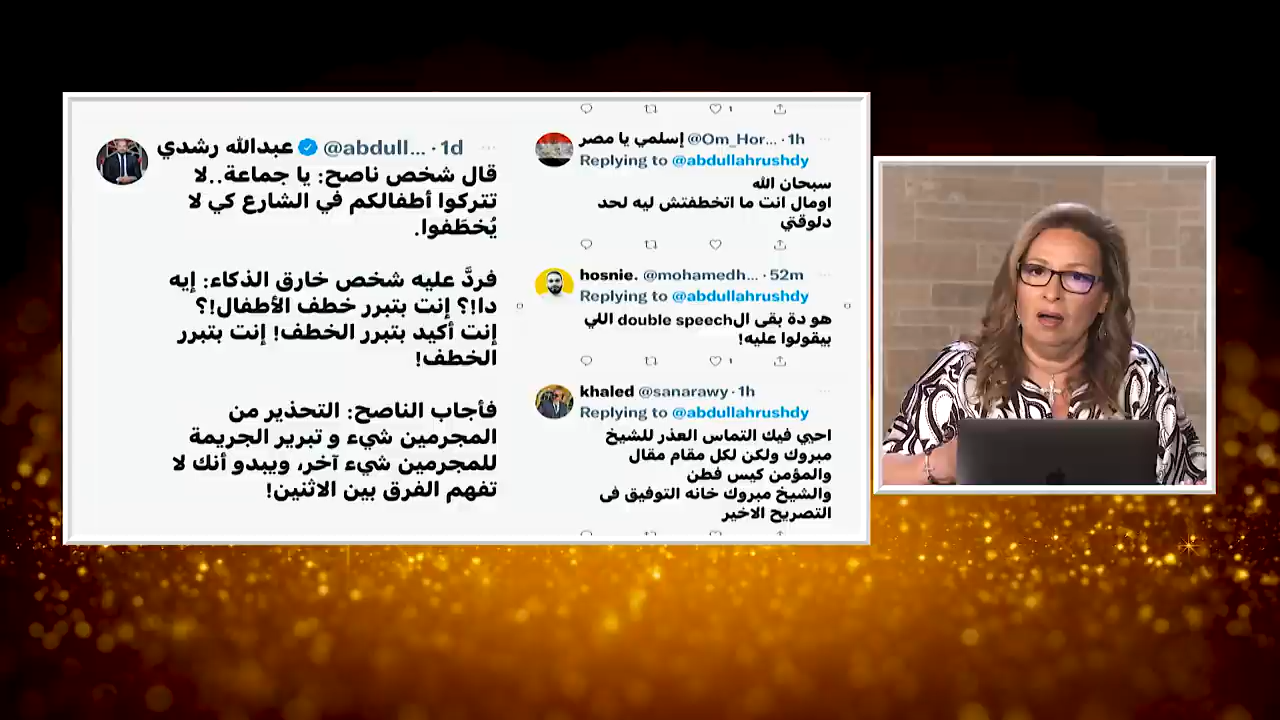 عبدالله رشدي @abdull... · 1d
قال شخص ناصح: يا جماعة..لا
تتركوا أطفالكم في الشارع كي لا
يُخطَفوا.
فردَّ عليه شخص خارق الذكاء: إيه
دا!؟ إنت بتبرر خطف الأطفال!؟
إنت أكيد بتبرر الخطف! إنت بتبرر
الخطف!
فأجاب الناصح: التحذير من
المجرمين شيء و تبرير الجريمة
للمجرمين شيء آخر، ويبدو أنك لا
تفهم الفرق بين الاثنين!
1
إسلمي يا مصر @Om_Hor... · 1h
Replying to @abdullahrushdy
سبحان الله
اومال انت ما اتخطفتش ليه لحد
دلوقتي
hosnie. @mohamedh... · 52m
Replying to @abdullahrushdy
هو دة بقى الdouble speech اللي
بيقولوا عليه!
1
khaled @sanarawy · 1h
Replying to @abdullahrushdy
احيي فيك التماس العذر للشيخ
مبروك ولكن لكل مقام مقال
والمؤمن كيس فطن
والشيخ مبروك خانه التوفيق فى
التصريح الاخير